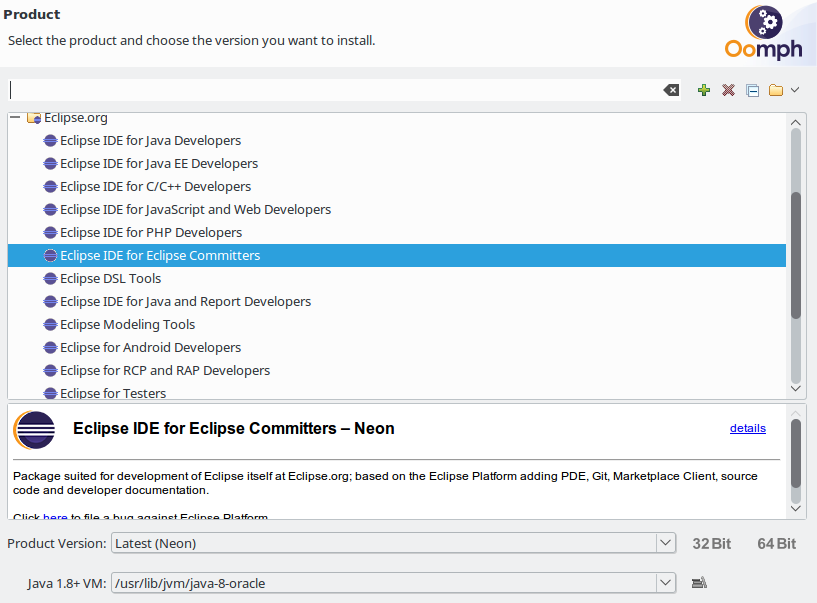 Product
Select the product and choose the version you want to install.
Oomph
Eclipse.org
Eclipse IDE for Java Developers
Eclipse IDE for Java EE Developers
Eclipse IDE for C/C++ Developers
Eclipse IDE for JavaScript and Web Developers
Eclipse IDE for PHP Developers
Eclipse IDE for Eclipse Committers
Eclipse DSL Tools
Eclipse IDE for Java and Report Developers
Eclipse Modeling Tools
Eclipse for Android Developers
Eclipse for RCP and RAP Developers
Eclipse for Testers
Eclipse IDE for Eclipse Committers – Neon
details
Package suited for development of Eclipse itself at Eclipse.org; based on the Eclipse Platform adding PDE, Git, Marketplace Client, source
code and developer documentation.
Click here to file a bug against Eclipse Platform.
Product Version: Latest (Neon) 32 Bit 64 Bit
Java 1.8+ VM: /usr/lib/jvm/java-8-oracle